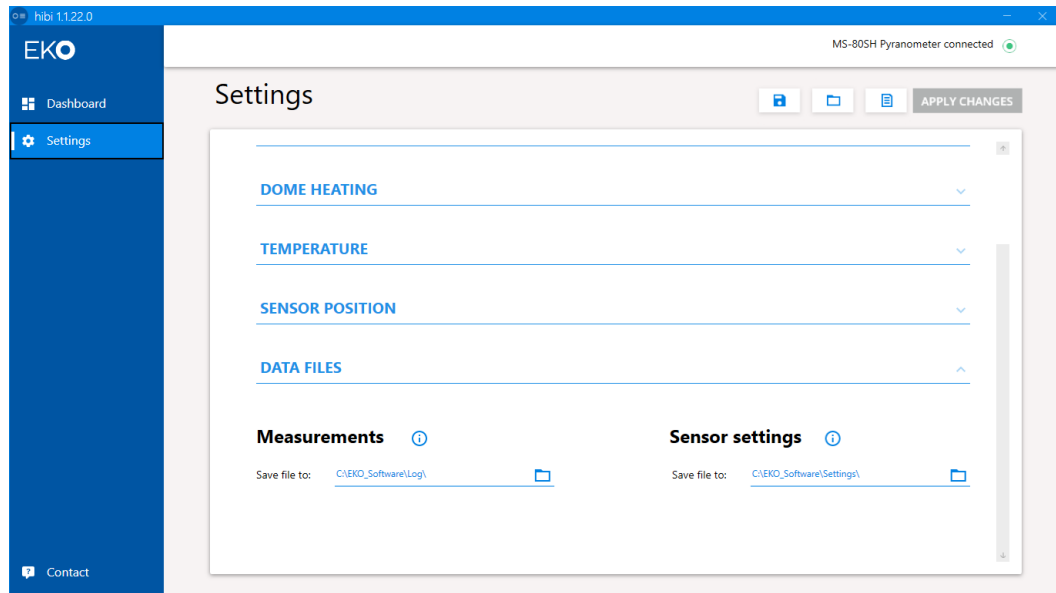 hibi 1.1.22.0
EKO
MS-80SH Pyranometer connected
Dashboard
Settings
Settings
APPLY CHANGES
DOME HEATING
TEMPERATURE
SENSOR POSITION
DATA FILES
Measurements
Sensor settings
Save file to: C:\EKO_Software\Log\
Save file to: C:\EKO_Software\Settings\
Contact